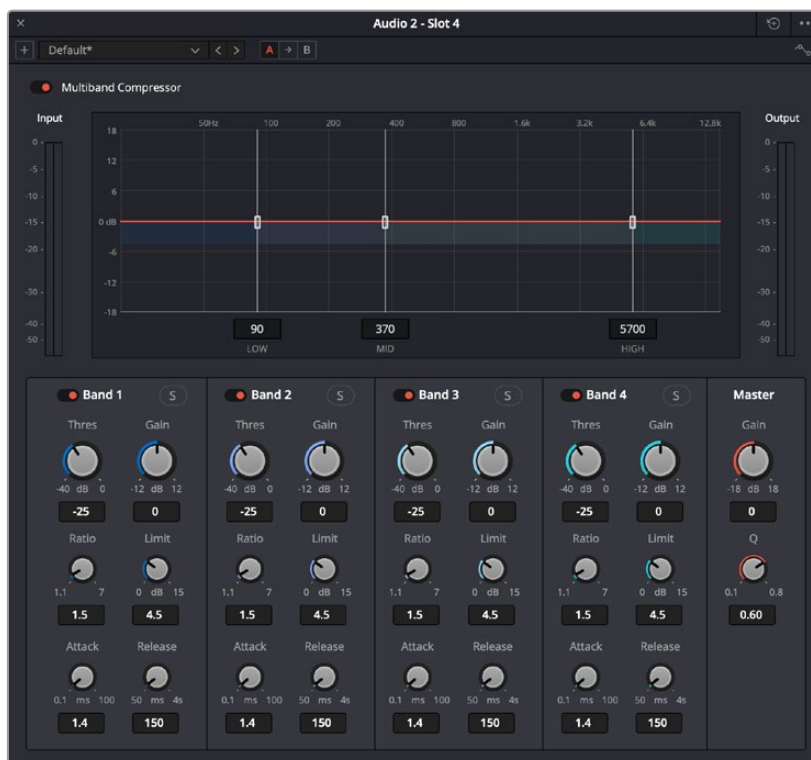 Audio 2 - Slot 4
Default*
A
B
Multiband Compressor
Input
Output
50Hz 100 200 400 800 1.6k 3.2k 6.4k 12.8k
18
12
6
0 dB
-6
-12
-18
0
-5
-10
-15
-20
-30
-40
-50
0
-5
-10
-15
-20
-30
-40
-50
90 370 5700
LOW MID HIGH
Band 1 S Band 2 S Band 3 S Band 4 S Master
Thres Gain Thres Gain Thres Gain Thres Gain Gain
-40 dB 0 -12 dB 12 -40 dB 0 -12 dB 12 -40 dB 0 -12 dB 12 -40 dB 0 -12 dB 12 -18 dB 18
-25 0 -25 0 -25 0 -25 0 0
Ratio Limit Ratio Limit Ratio Limit Ratio Limit Q
1.1 7 0 dB 15 1.1 7 0 dB 15 1.1 7 0 dB 15 1.1 7 0 dB 15 0.1 0.8
1.5 4.5 1.5 4.5 1.5 4.5 1.5 4.5 0.60
Attack Release Attack Release Attack Release Attack Release
0.1 ms 100 50 ms 4s 0.1 ms 100 50 ms 4s 0.1 ms 100 50 ms 4s 0.1 ms 100 50 ms 4s
1.4 150 1.4 150 1.4 150 1.4 150